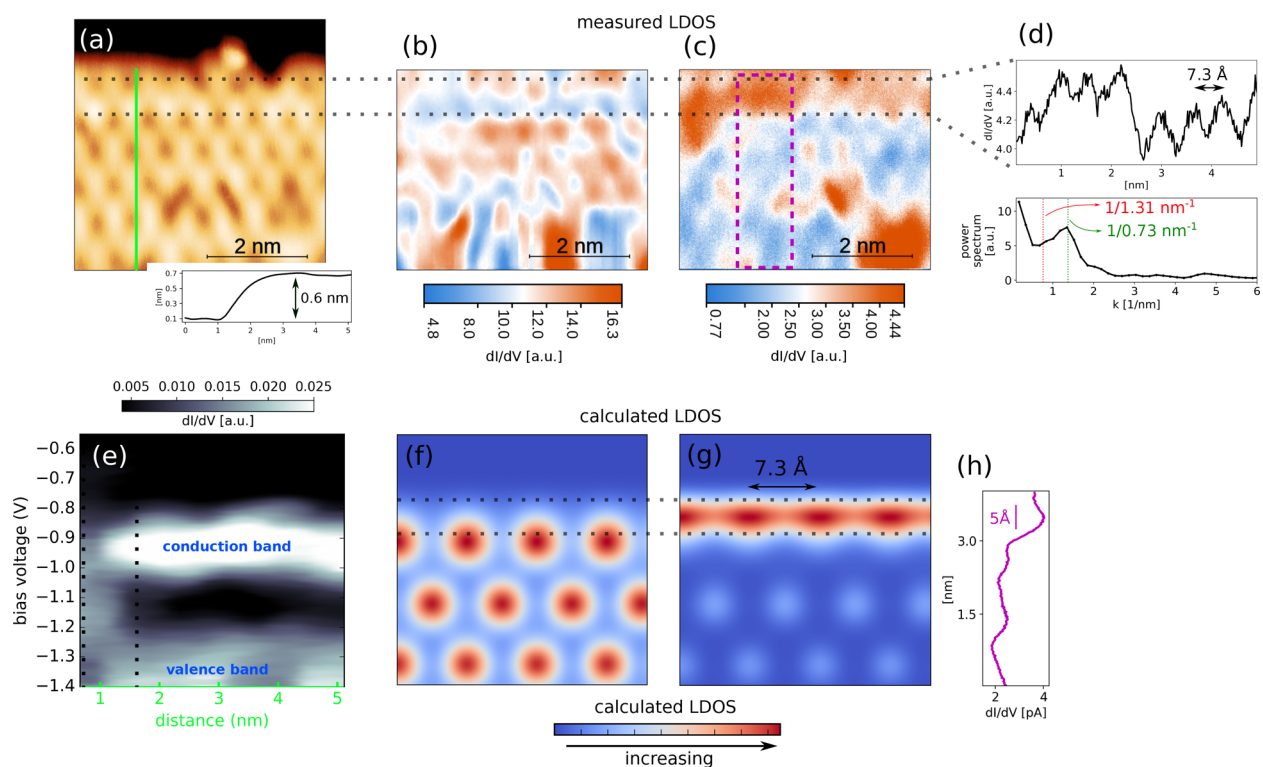 measured LDOS
(a)
(b)
(c)
(d)
2 nm
2 nm
2 nm
0.7
0.5
0.3
0.1
[nm]
0.6 nm
0 1 2 3 4 5
[nm]
4.8 8.0 10.0 12.0 14.0 16.3
dI/dV [a.u.]
0.77 2.00 2.50 3.00 3.50 4.00 4.44
dI/dV [a.u.]
7.3 Å
4.4
4.0
dI/dV [a.u.]
1 2 3 4
[nm]
10
5
0
power
spectrum
[a.u.]
1/1.31 nm⁻¹
1/0.73 nm⁻¹
1 2 3 4 5 6
k [1/nm]
0.005 0.010 0.015 0.020 0.025
dI/dV [a.u.]
calculated LDOS
(e)
(f)
(g)
(h)
−0.6
−0.7
−0.8
−0.9
−1.0
−1.1
−1.2
−1.3
−1.4
bias voltage (V)
conduction band
valence band
1 2 3 4 5
distance (nm)
7.3 Å
5Å
3.0
1.5
[nm]
2 4
dI/dV [pA]
calculated LDOS
increasing